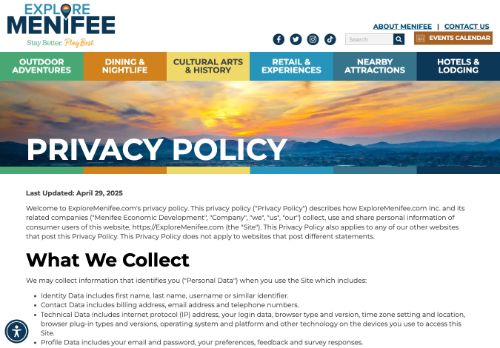 EXPLORE
MENIFEE
Stay Better. Play Best.
ABOUT MENIFEE | CONTACT US
Search
EVENTS CALENDAR
OUTDOOR ADVENTURES
DINING & NIGHTLIFE
CULTURAL ARTS & HISTORY
RETAIL & EXPERIENCES
NEARBY ATTRACTIONS
HOTELS & LODGING
PRIVACY POLICY
Last Updated: April 29, 2025
Welcome to ExploreMenifee.com's privacy policy. This privacy policy ("Privacy Policy") describes how ExploreMenifee.com Inc. and its
related companies ("Menifee Economic Development", "Company", "we", "us", "our") collect, use and share personal information of
consumer users of this website, https://ExploreMenifee.com (the "Site"). This Privacy Policy also applies to any of our other websites
that post this Privacy Policy. This Privacy Policy does not apply to websites that post different statements.
What We Collect
We may collect information that identifies you ("Personal Data") when you use the Site which includes:
• Identity Data includes first name, last name, username or similar identifier.
• Contact Data includes billing address, email address and telephone numbers.
• Technical Data includes internet protocol (IP) address, your login data, browser type and version, time zone setting and location,
browser plug-in types and versions, operating system and platform and other technology on the devices you use to access this
Site.
• Profile Data includes your email and password, your preferences, feedback and survey responses.